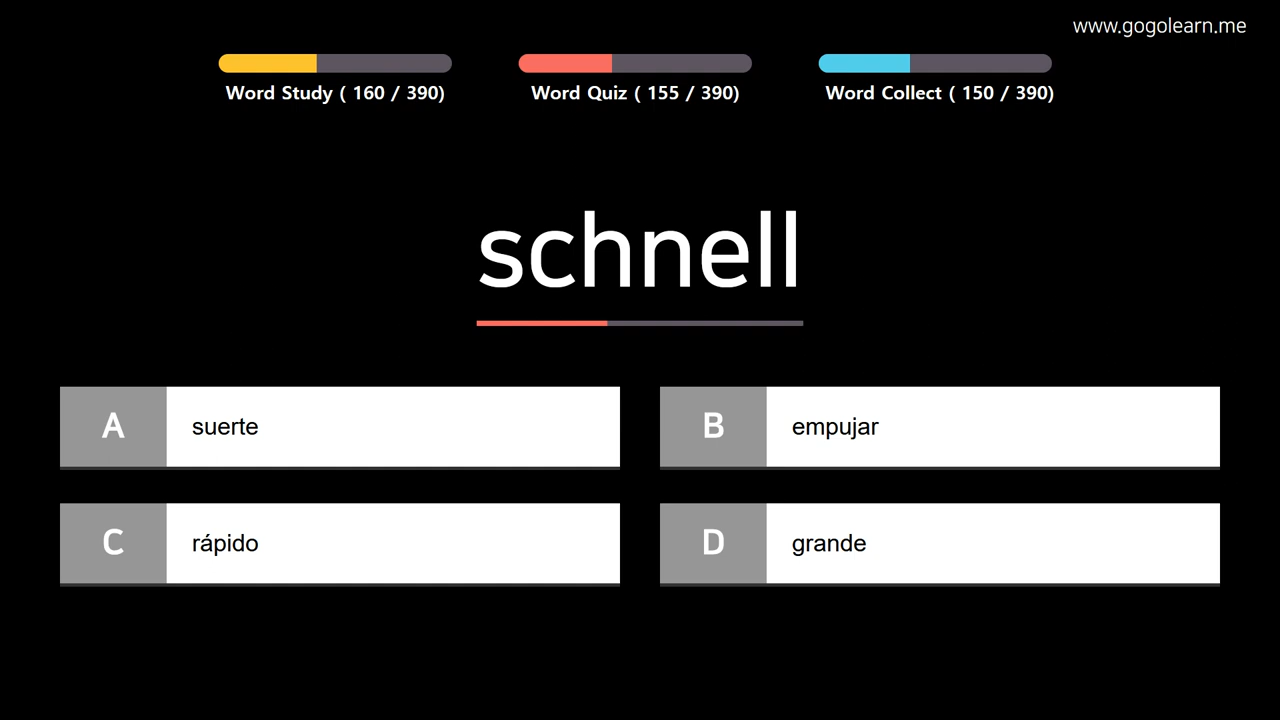 www.gogolearn.me
Word Study ( 160 / 390)
Word Quiz ( 155 / 390)
Word Collect ( 150 / 390)
schnell
A suerte
B empujar
C rápido
D grande